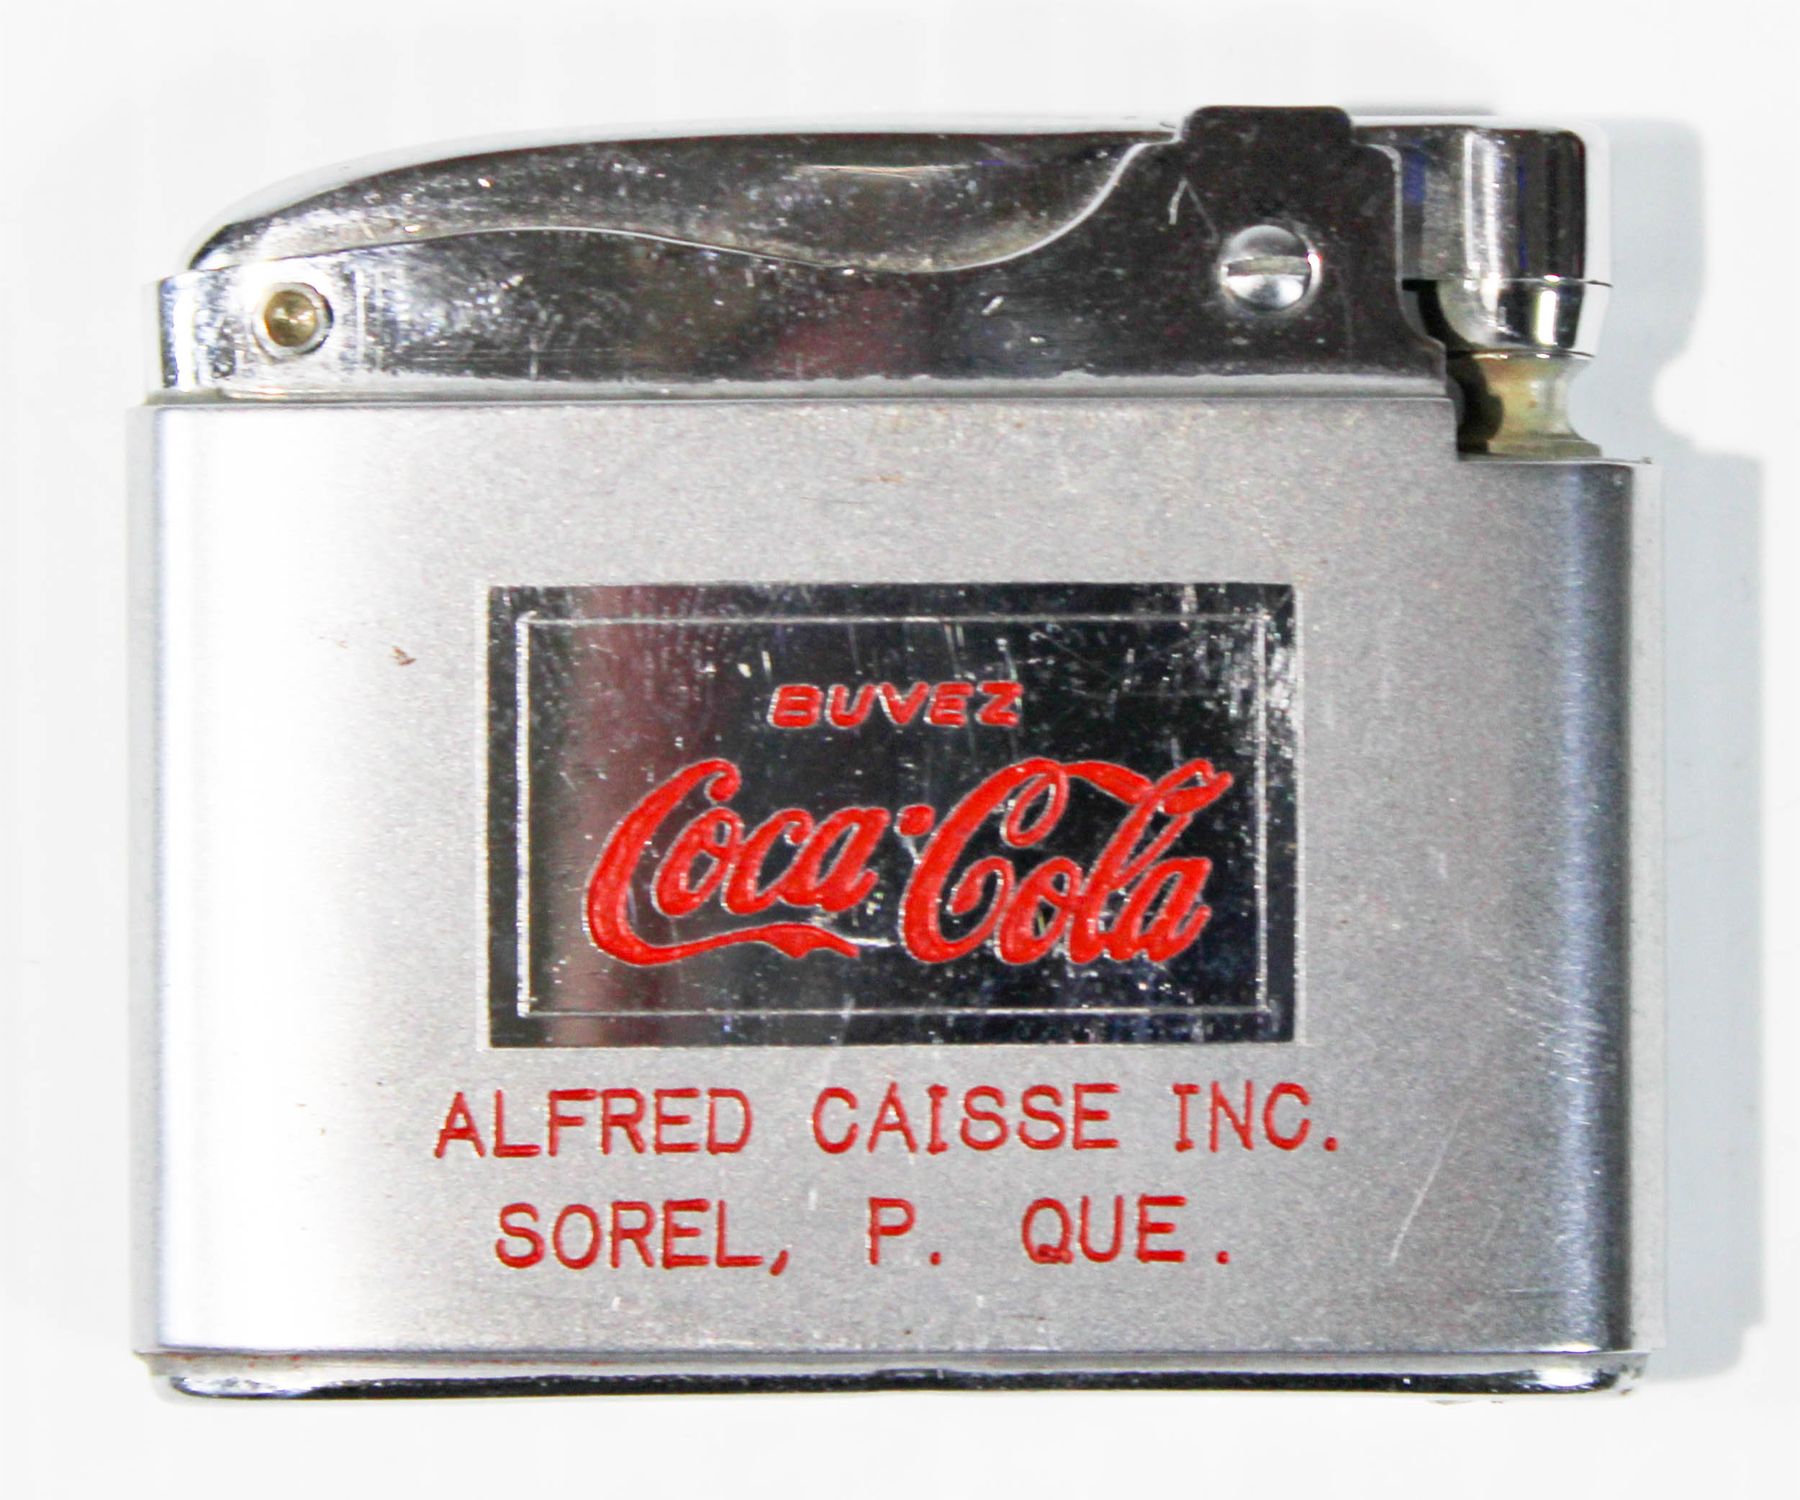 BUVEZ
Coca-Cola
ALFRED CAISSE INC.
SOREL, P. QUE.